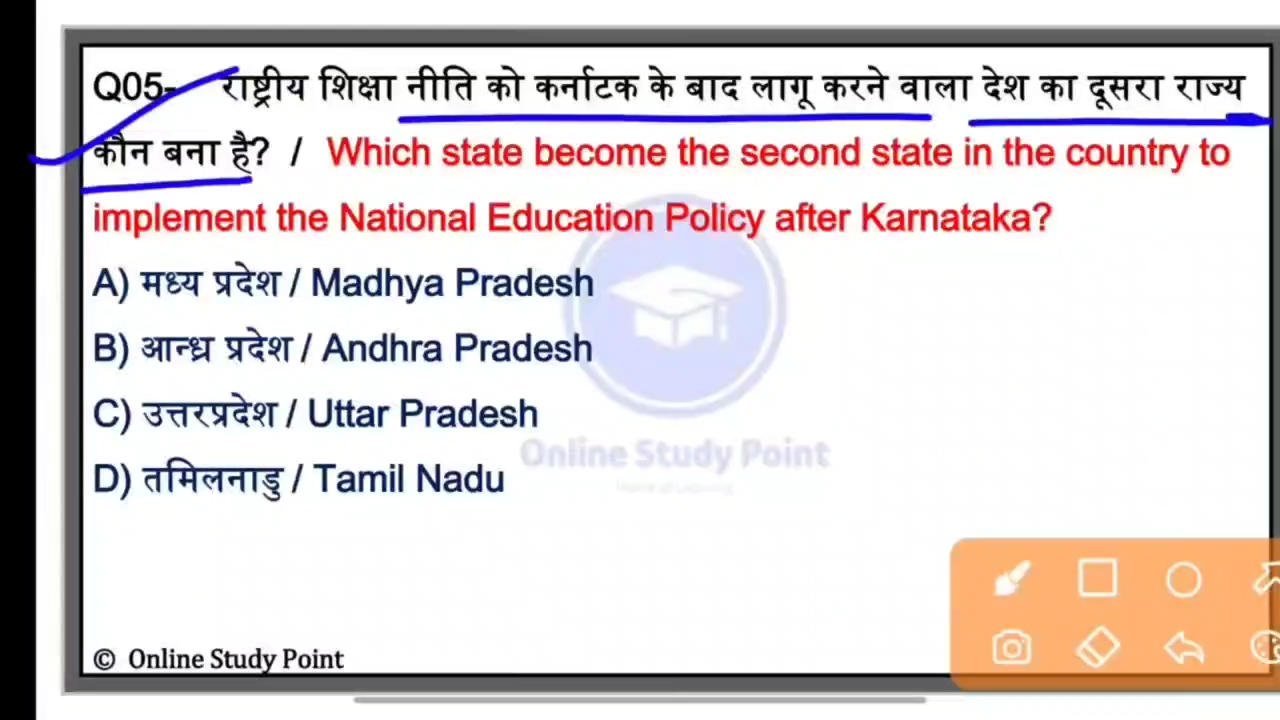 Q05- राष्ट्रीय शिक्षा नीति को कर्नाटक के बाद लागू करने वाला देश का दूसरा राज्य
कौन बना है? / Which state become the second state in the country to
implement the National Education Policy after Karnataka?
A) मध्य प्रदेश / Madhya Pradesh
B) आन्ध्र प्रदेश / Andhra Pradesh
C) उत्तरप्रदेश / Uttar Pradesh
Online Study Point
D) तमिलनाडु / Tamil Nadu
© Online Study Point